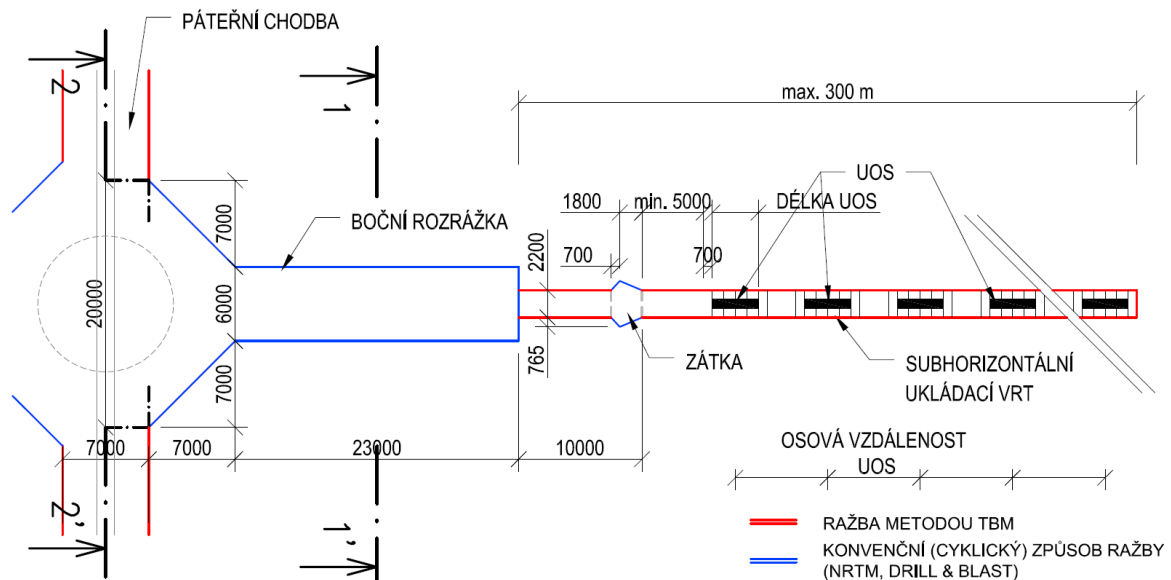 PÁTEŘNÍ CHODBA
2
1
max. 300 m
UOS
1800
min. 5000
DÉLKA UOS
BOČNÍ ROZRÁŽKA
7000
700
2200
700
20000
6000
ZÁTKA
765
SUBHORIZONTÁLNÍ
UKLÁDACÍ VRT
7000
7000
7000
23000
10000
OSOVÁ VZDÁLENOST
UOS
2'
1'
RAŽBA METODOU TBM
KONVENČNÍ (CYKLICKÝ) ZPŮSOB RAŽBY
(NRTM, DRILL & BLAST)